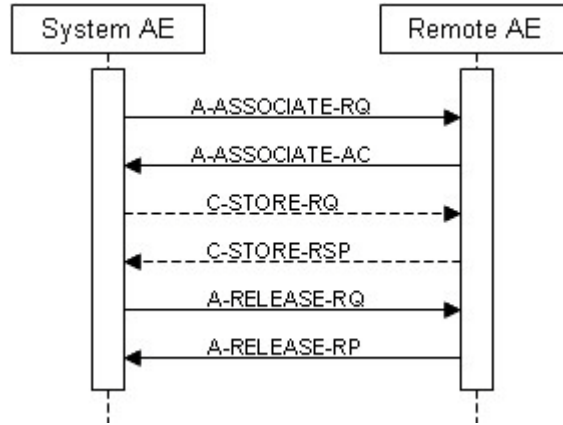 System AE
Remote AE
A-ASSOCIATE-RQ
A-ASSOCIATE-AC
C-STORE-RQ
C-STORE-RSP
A-RELEASE-RQ
A-RELEASE-RP